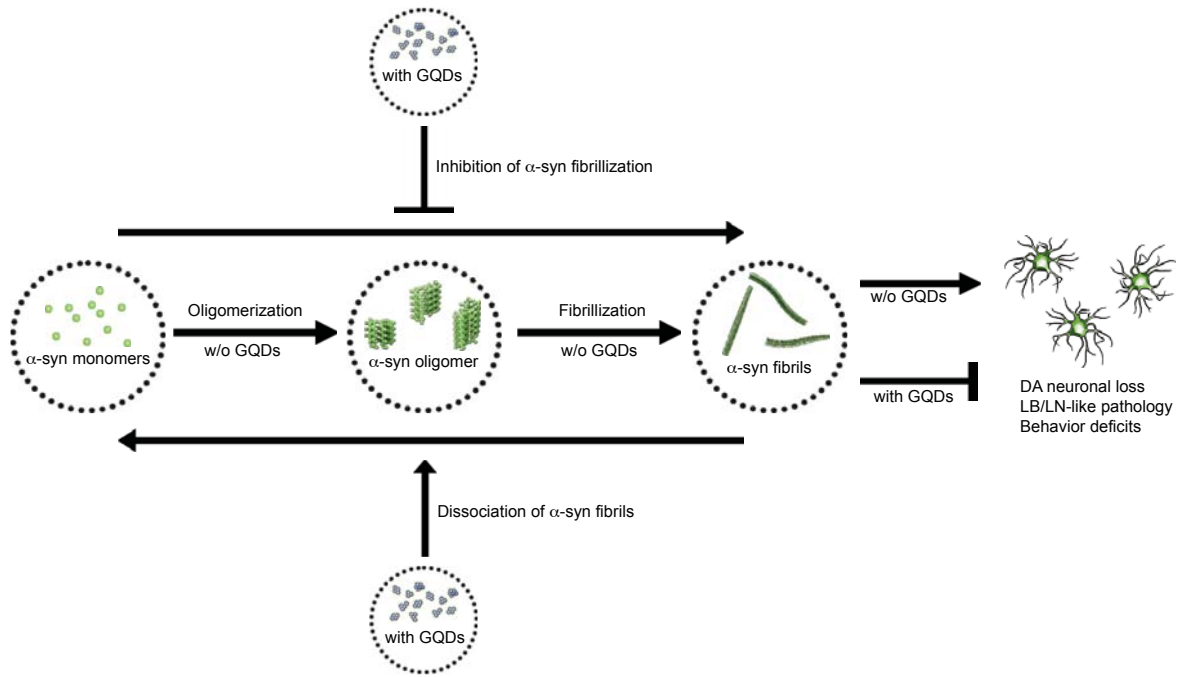 with GQDs
Inhibition of α-syn fibrillization
Oligomerization
w/o GQDs
α-syn monomers
α-syn oligomer
Fibrillization
w/o GQDs
α-syn fibrils
w/o GQDs
with GQDs
DA neuronal loss
LB/LN-like pathology
Behavior deficits
Dissociation of α-syn fibrils
with GQDs